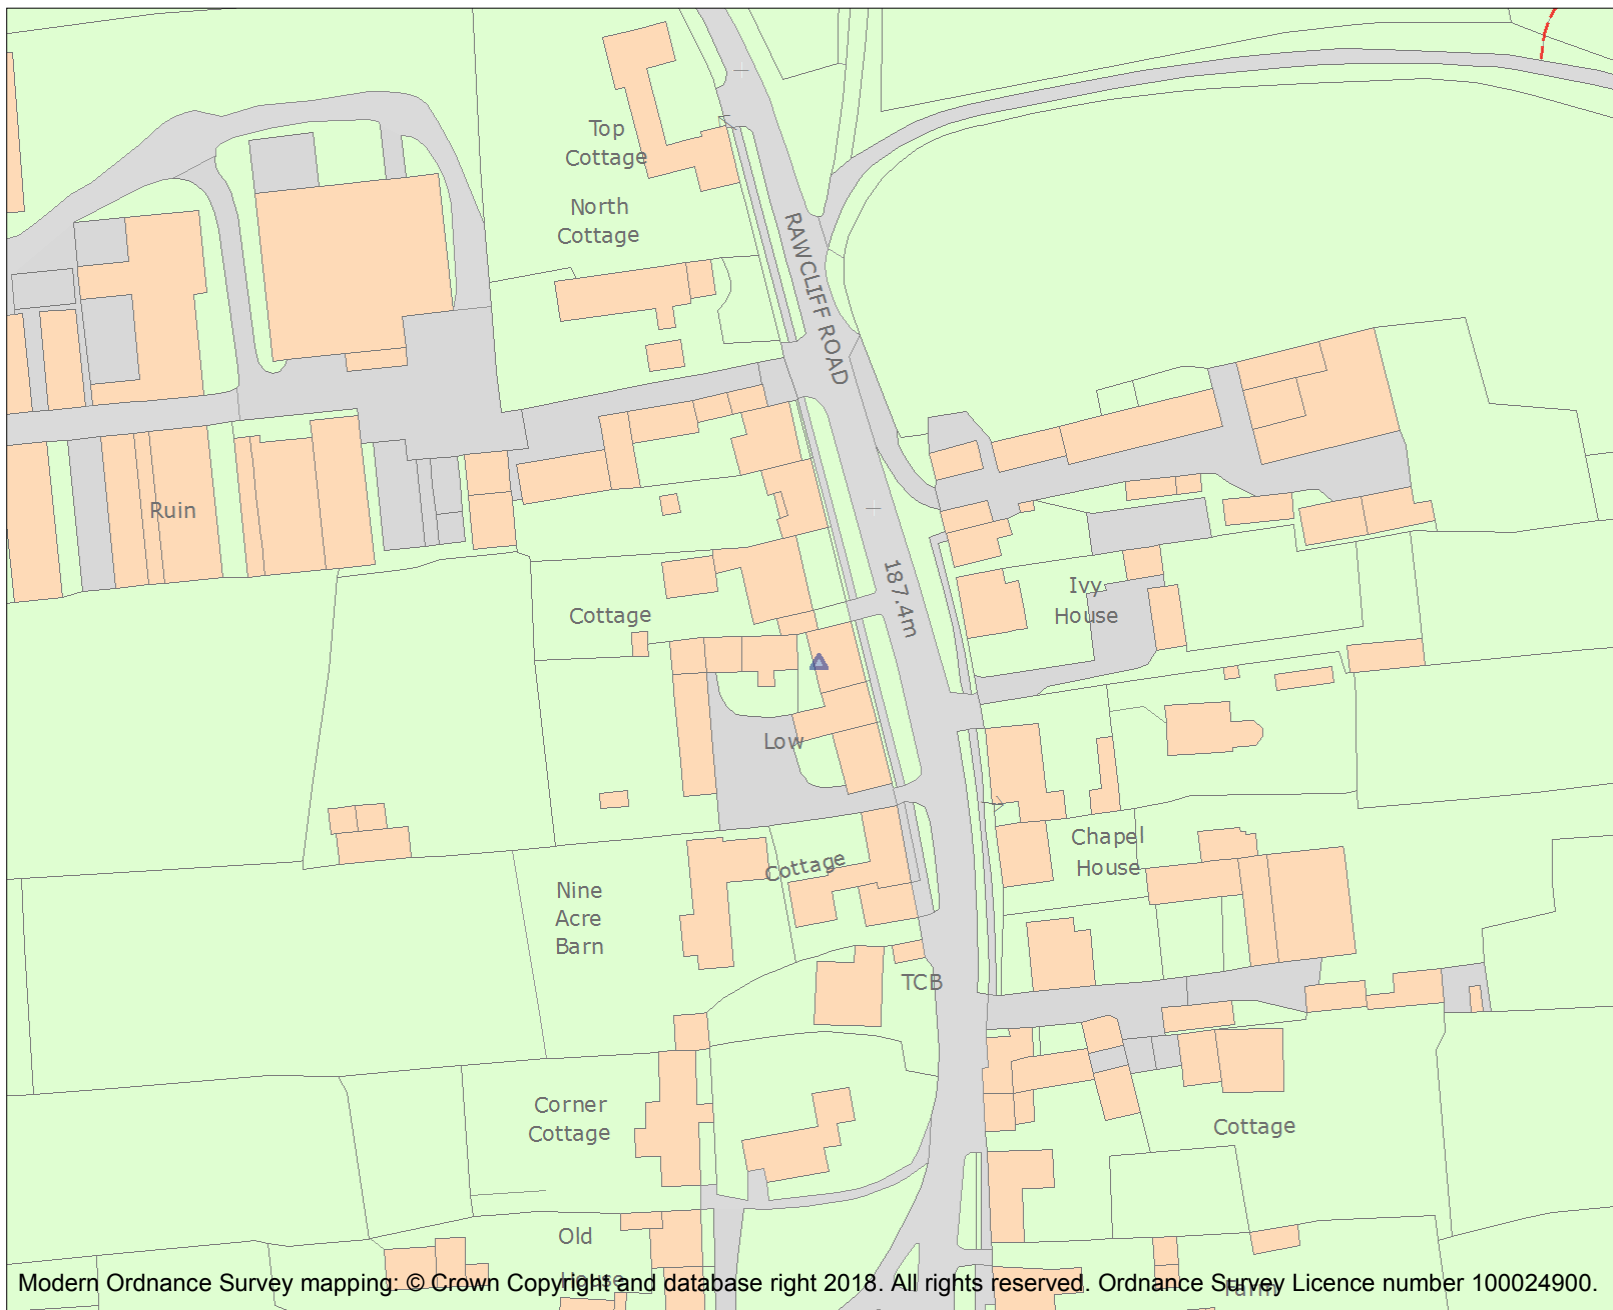 Top
Cottage
North
Cottage
RAWCLIFF ROAD
Ruin
187.4m
Ivy
House
Cottage
Low
Chapel
House
Cottage
Nine
Acre
Barn
TCB
Corner
Cottage
Cottage
Old
House
Farm
Modern Ordnance Survey mapping: © Crown Copyright and database right 2018. All rights reserved. Ordnance Survey Licence number 100024900.